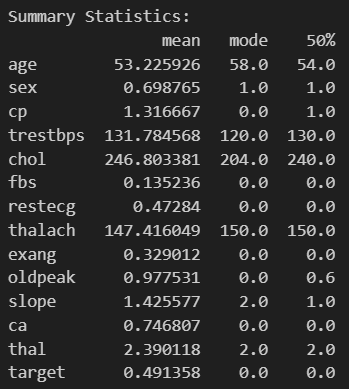 Summary Statistics:
mean mode 50%
age 53.225926 58.0 54.0
sex 0.698765 1.0 1.0
cp 1.316667 0.0 1.0
trestbps 131.784568 120.0 130.0
chol 246.803381 204.0 240.0
fbs 0.135236 0.0 0.0
restecg 0.47284 0.0 0.0
thalach 147.416049 150.0 150.0
exang 0.329012 0.0 0.0
oldpeak 0.977531 0.0 0.6
slope 1.425577 2.0 1.0
ca 0.746807 0.0 0.0
thal 2.390118 2.0 2.0
target 0.491358 0.0 0.0